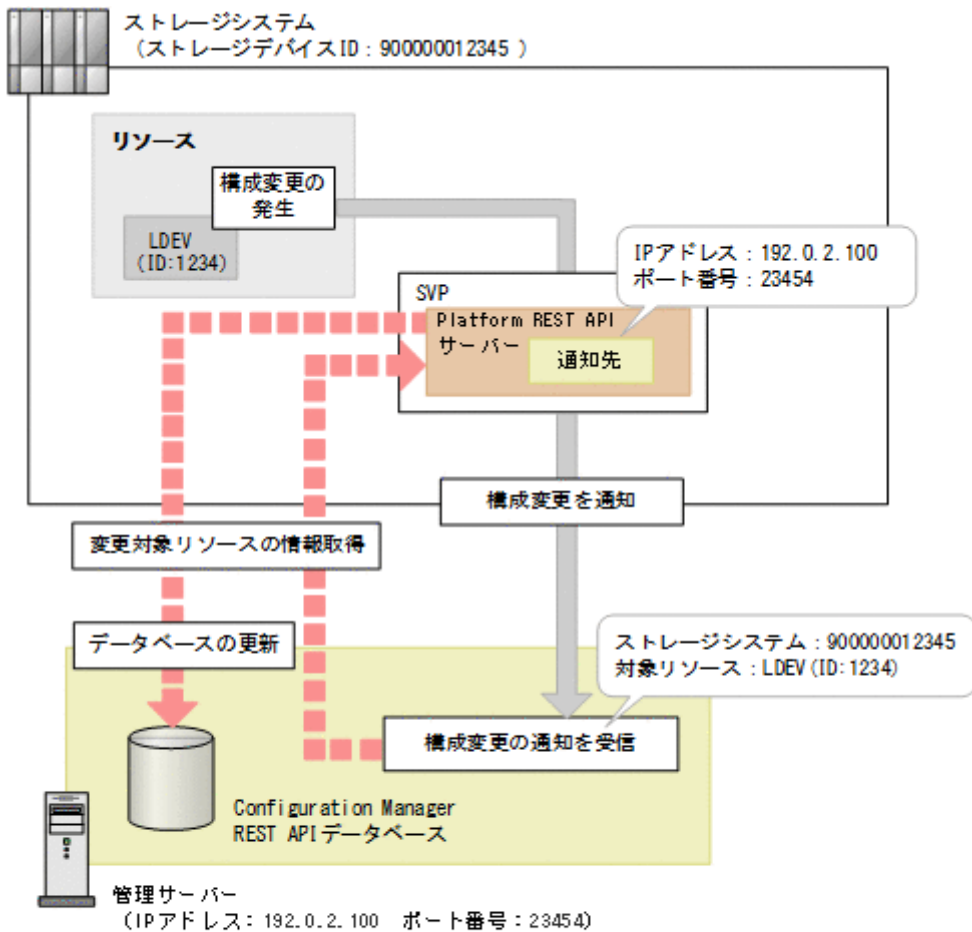 ストレージシステム
（ストレージデバイスID：900000012345 ）
リソース
構成変更の
発生
LDEV
(ID:1234)
IPアドレス：192.0.2.100
ポート番号：23454
SVP
Platform REST API
サーバー
通知先
構成変更を通知
変更対象リソースの情報取得
データベースの更新
ストレージシステム：900000012345
対象リソース：LDEV(ID:1234)
構成変更の通知を受信
Configuration Manager
REST APIデータベース
管理サーバー
（IPアドレス：192.0.2.100　ポート番号：23454）